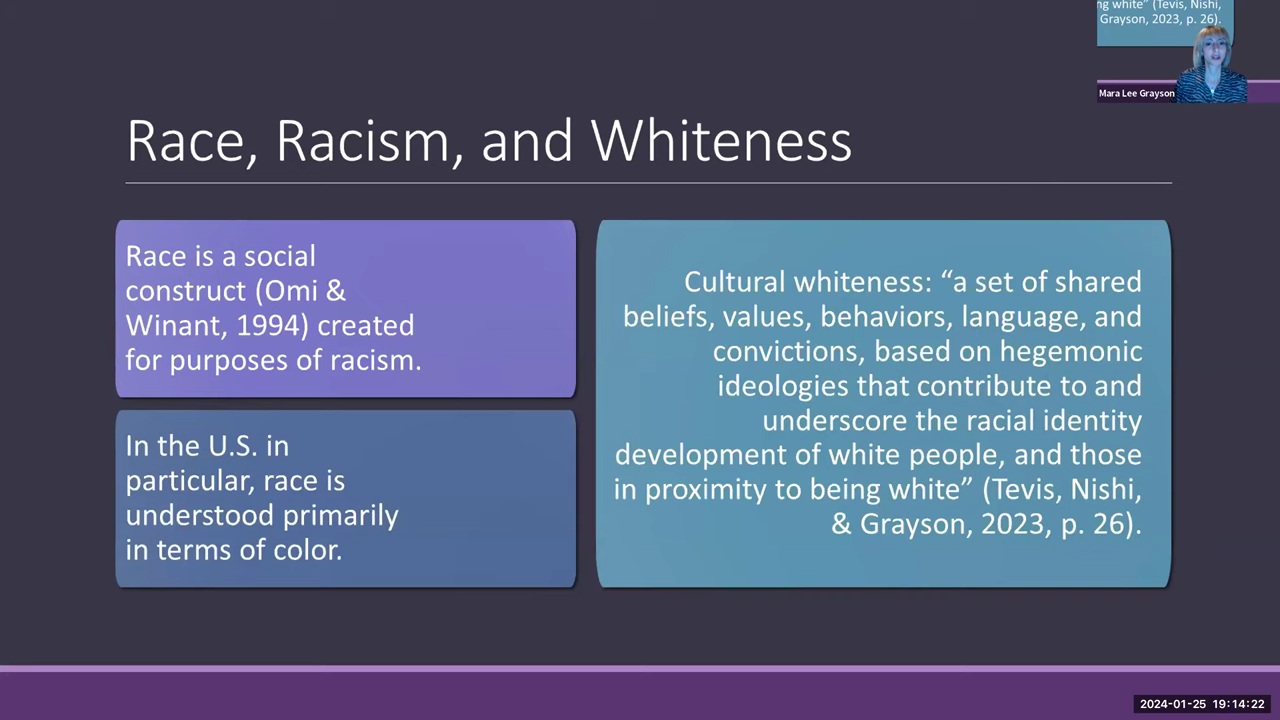 ng white” (Tevis, Nishi,
Grayson, 2023, p. 26).
Mara Lee Grayson
Race, Racism, and Whiteness
Race is a social
construct (Omi &
Winant, 1994) created
for purposes of racism.
In the U.S. in
particular, race is
understood primarily
in terms of color.
Cultural whiteness: “a set of shared
beliefs, values, behaviors, language, and
convictions, based on hegemonic
ideologies that contribute to and
underscore the racial identity
development of white people, and those
in proximity to being white” (Tevis, Nishi,
& Grayson, 2023, p. 26).
2024-01-25 19:14:22